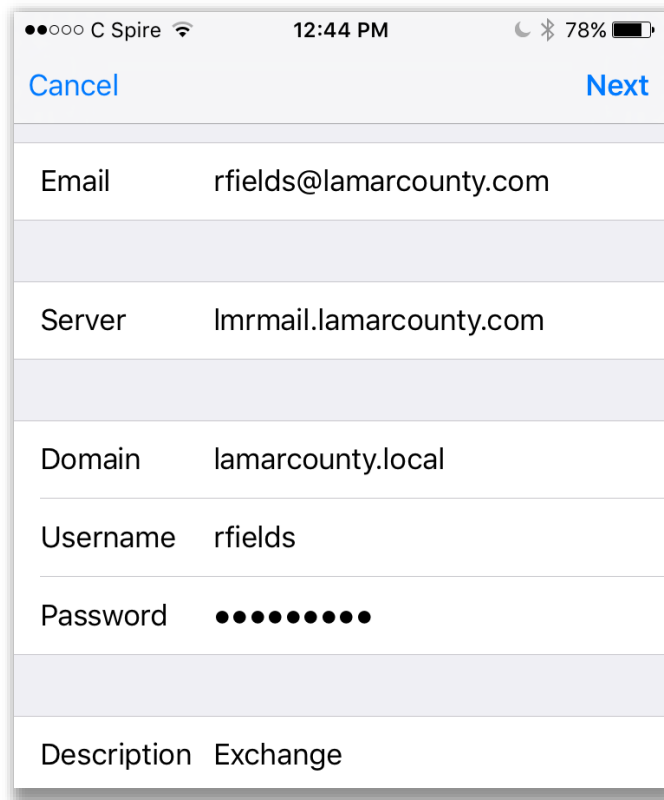 ●●○○○ C Spire 12:44 PM 78%
Cancel Next
Email rfields@lamarcounty.com
Server lmrmail.lamarcounty.com
Domain lamarcounty.local
Username rfields
Password ●●●●●●●●●
Description Exchange